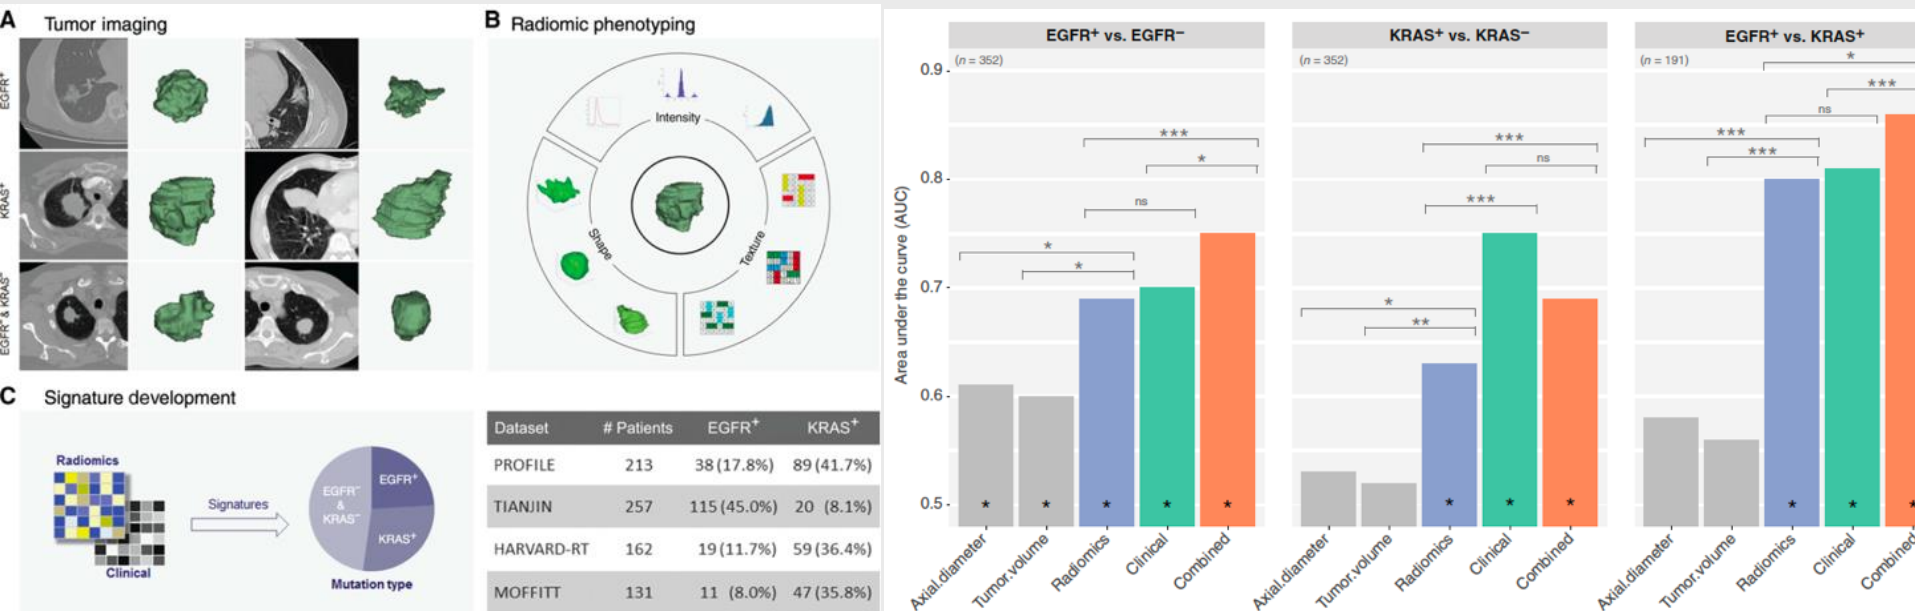 A Tumor imaging
EGFR⁺
KRAS⁺
EGFR⁻ & KRAS⁻
B Radiomic phenotyping
Intensity
Shape
Texture
C Signature development
Radiomics
Clinical
Signatures
EGFR⁻
&
KRAS⁻
EGFR⁺
KRAS⁺
Mutation type
Dataset # Patients EGFR⁺ KRAS⁺
PROFILE 213 38 (17.8%) 89 (41.7%)
TIANJIN 257 115 (45.0%) 20 (8.1%)
HARVARD-RT 162 19 (11.7%) 59 (36.4%)
MOFFITT 131 11 (8.0%) 47 (35.8%)
Area under the curve (AUC)
0.9
0.8
0.7
0.6
0.5
EGFR⁺ vs. EGFR⁻
(n = 352)
***
*
ns
*
*
* * * * *
Axial.diameter
Tumor.volume
Radiomics
Clinical
Combined
KRAS⁺ vs. KRAS⁻
(n = 352)
***
ns
***
*
**
* * *
Axial.diameter
Tumor.volume
Radiomics
Clinical
Combined
EGFR⁺ vs. KRAS⁺
(n = 191)
*
***
ns
***
***
* * *
Axial.diameter
Tumor.volume
Radiomics
Clinical
Combined